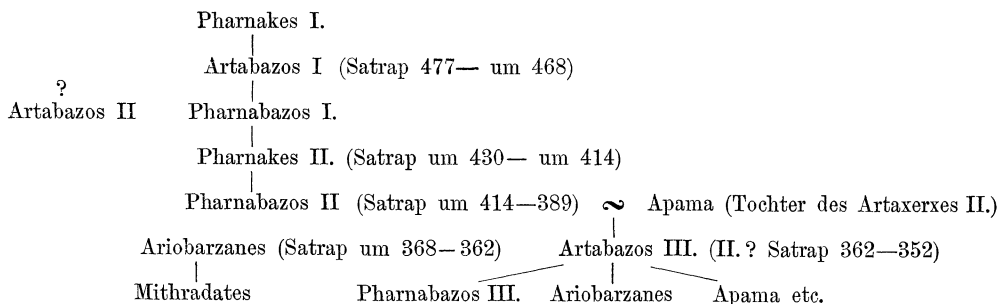 Pharnakes I.
Artabazos I (Satrap 477— um 468)
?
Artabazos II Pharnabazos I.
Pharnakes II. (Satrap um 430— um 414)
Pharnabazos II (Satrap um 414—389) ~ Apama (Tochter des Artaxerxes II.)
Ariobarzanes (Satrap um 368—362) Artabazos III. (II.? Satrap 362—352)
Mithradates Pharnabazos III. Ariobarzanes Apama etc.